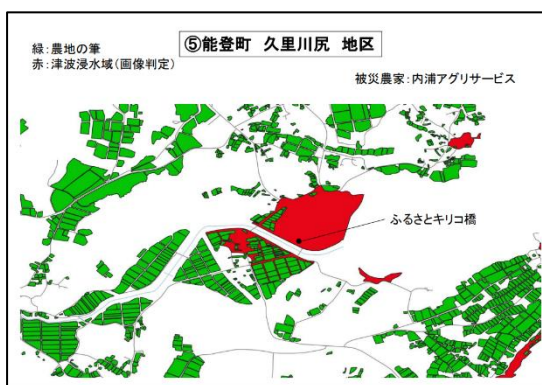 ⑤能登町 久里川尻 地区
緑:農地の筆
赤:津波浸水域(画像判定)
被災農家:内浦アグリサービス
ふるさとキリコ橋